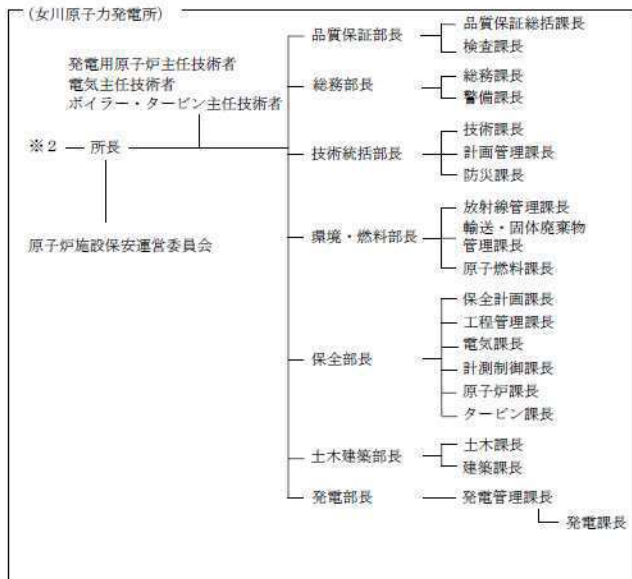 (女川原子力発電所)
発電用原子炉主任技術者
電気主任技術者
ボイラー・タービン主任技術者
※2
所長
原子炉施設保安運営委員会
品質保証部長
品質保証総括課長
検査課長
総務部長
総務課長
警備課長
技術統括部長
技術課長
計画管理課長
防災課長
環境・燃料部長
放射線管理課長
輸送・固体廃棄物
管理課長
原子燃料課長
保全部長
保全計画課長
工程管理課長
電気課長
計測制御課長
原子炉課長
タービン課長
土木建築部長
土木課長
建築課長
発電部長
発電管理課長
発電課長